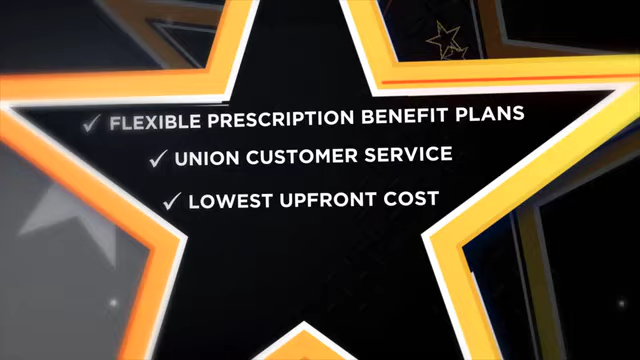 ✓ FLEXIBLE PRESCRIPTION BENEFIT PLANS
✓ UNION CUSTOMER SERVICE
✓ LOWEST UPFRONT COST